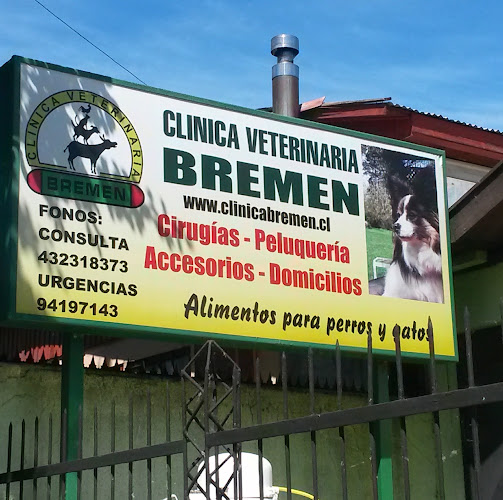 CLINICA VETERINARIA
BREMEN
FONOS:
CONSULTA
432318373
URGENCIAS
94197143
CLINICA VETERINARIA
BREMEN
www.clinicabremen.cl
Cirugías - Peluquería
Accesorios - Domicilios
Alimentos para perros y gatos